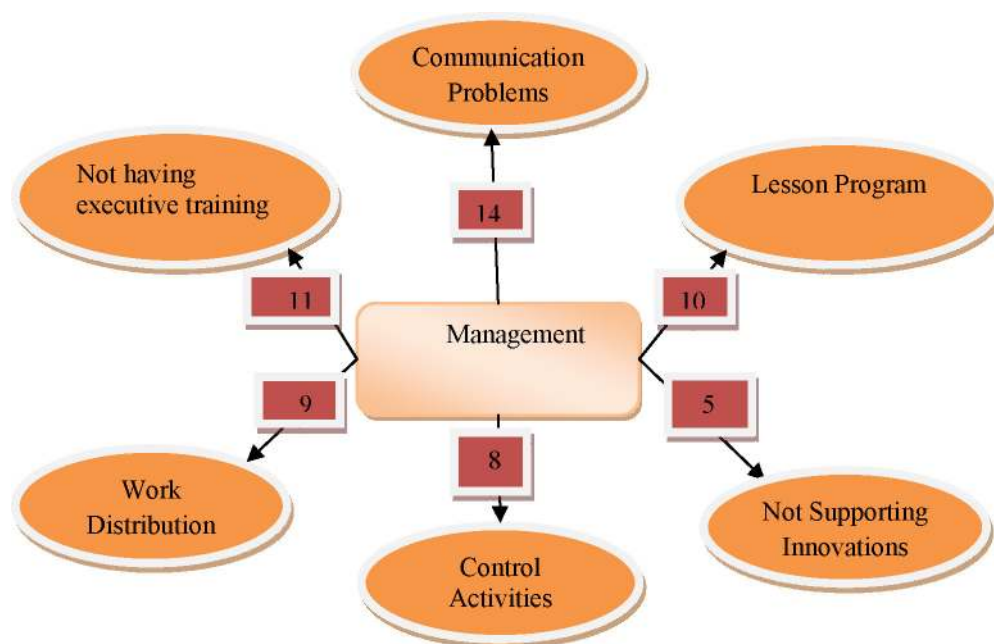 Communication
Problems
Not having
executive training
Lesson Program
14
11
10
Management
9
5
8
Work
Distribution
Not Supporting
Innovations
Control
Activities